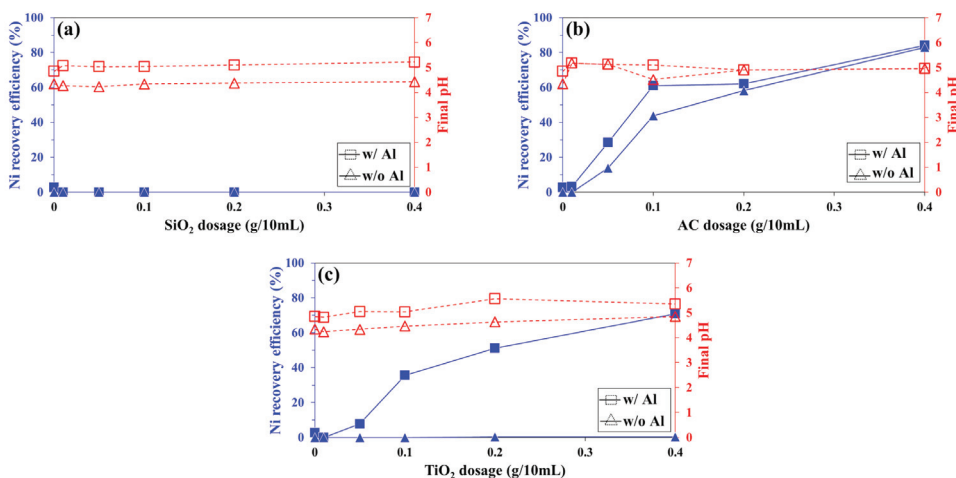 (a)
Ni recovery efficiency (%)
100
80
60
40
20
0
7
6
5
4
3
2
1
0
Final pH
w/ Al
w/o Al
0 0.1 0.2 0.3 0.4
SiO₂ dosage (g/10mL)
(b)
Ni recovery efficiency (%)
100
80
60
40
20
0
7
6
5
4
3
2
1
0
Final pH
w/ Al
w/o Al
0 0.1 0.2 0.3 0.4
AC dosage (g/10mL)
(c)
Ni recovery efficiency (%)
100
80
60
40
20
0
7
6
5
4
3
2
1
0
Final pH
w/ Al
w/o Al
0 0.1 0.2 0.3 0.4
TiO₂ dosage (g/10mL)